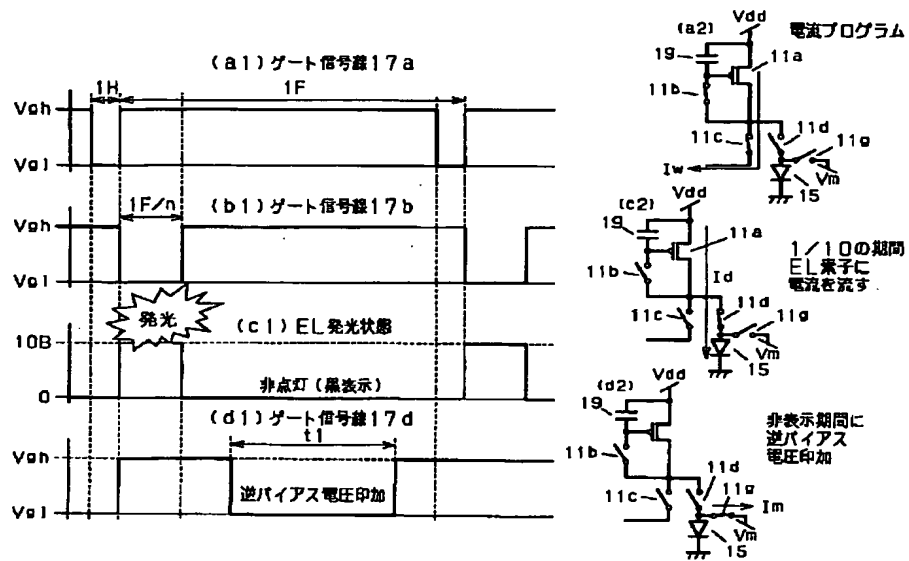 (a1)ゲート信号線17a
1H
1F
Vgh
Vgl
(b1)ゲート信号線17b
1F/n
Vgh
Vgl
発光
(c1)EL発光状態
10B
0
非点灯(黒表示)
(d1)ゲート信号線17d
t1
Vgh
Vgl
逆バイアス電圧印加
(a2)
Vdd
電流プログラム
19
11a
11b
11d
11g
11c
Iw
Vm
15
(c2)
Vdd
19
11a
1/10の期間
EL素子に
電流を流す
11b
Id
11d
11c
11g
Vm
15
(d2)
Vdd
19
非表示期間に
逆バイアス
電圧印加
11b
11d
11g
11c
Im
Vm
15